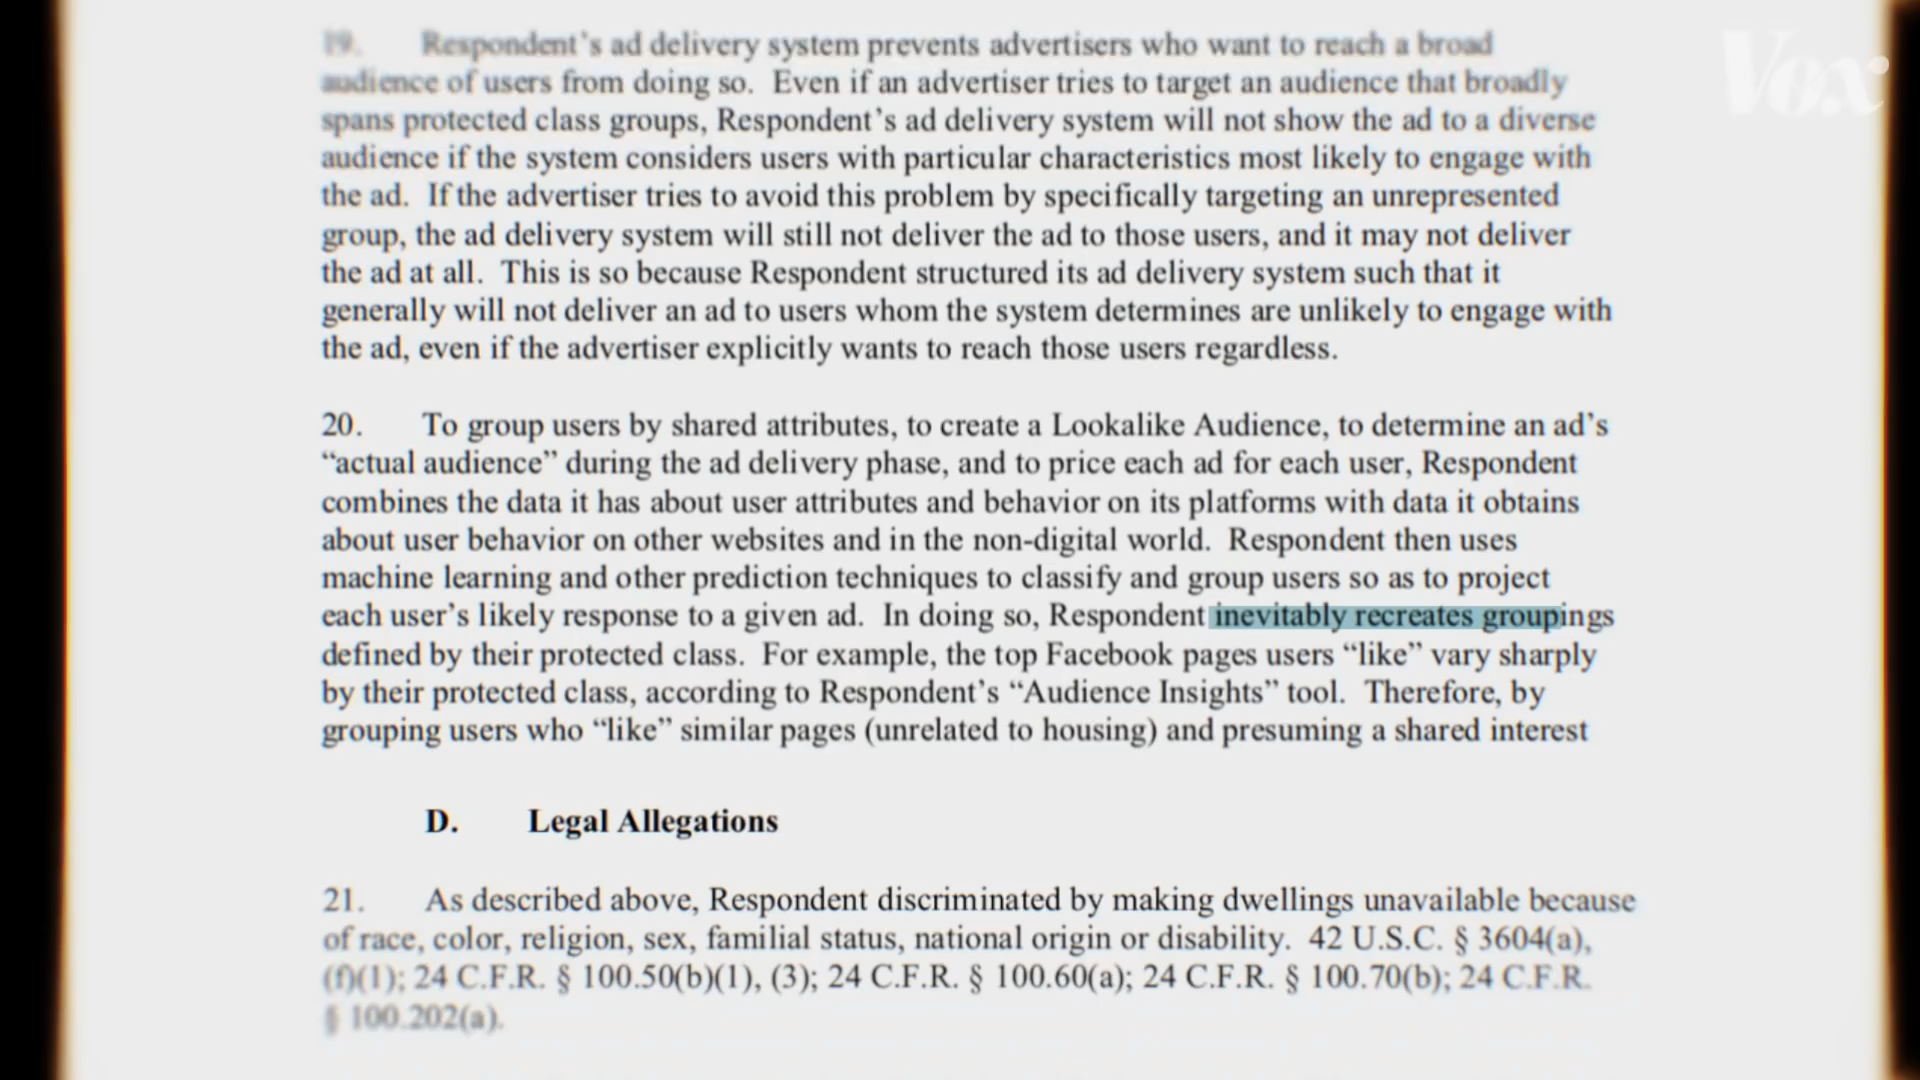 19. Respondent's ad delivery system prevents advertisers who want to reach a broad
audience of users from doing so. Even if an advertiser tries to target an audience that broadly
spans protected class groups, Respondent's ad delivery system will not show the ad to a diverse
audience if the system considers users with particular characteristics most likely to engage with
the ad. If the advertiser tries to avoid this problem by specifically targeting an unrepresented
group, the ad delivery system will still not deliver the ad to those users, and it may not deliver
the ad at all. This is so because Respondent structured its ad delivery system such that it
generally will not deliver an ad to users whom the system determines are unlikely to engage with
the ad, even if the advertiser explicitly wants to reach those users regardless.
20. To group users by shared attributes, to create a Lookalike Audience, to determine an ad's
“actual audience” during the ad delivery phase, and to price each ad for each user, Respondent
combines the data it has about user attributes and behavior on its platforms with data it obtains
about user behavior on other websites and in the non-digital world. Respondent then uses
machine learning and other prediction techniques to classify and group users so as to project
each user's likely response to a given ad. In doing so, Respondent inevitably recreates groupings
defined by their protected class. For example, the top Facebook pages users “like” vary sharply
by their protected class, according to Respondent's “Audience Insights” tool. Therefore, by
grouping users who “like” similar pages (unrelated to housing) and presuming a shared interest
D. Legal Allegations
21. As described above, Respondent discriminated by making dwellings unavailable because
of race, color, religion, sex, familial status, national origin or disability. 42 U.S.C. § 3604(a),
(f)(1); 24 C.F.R. § 100.50(b)(1), (3); 24 C.F.R. § 100.60(a); 24 C.F.R. § 100.70(b); 24 C.F.R.
§ 100.202(a).
Vox